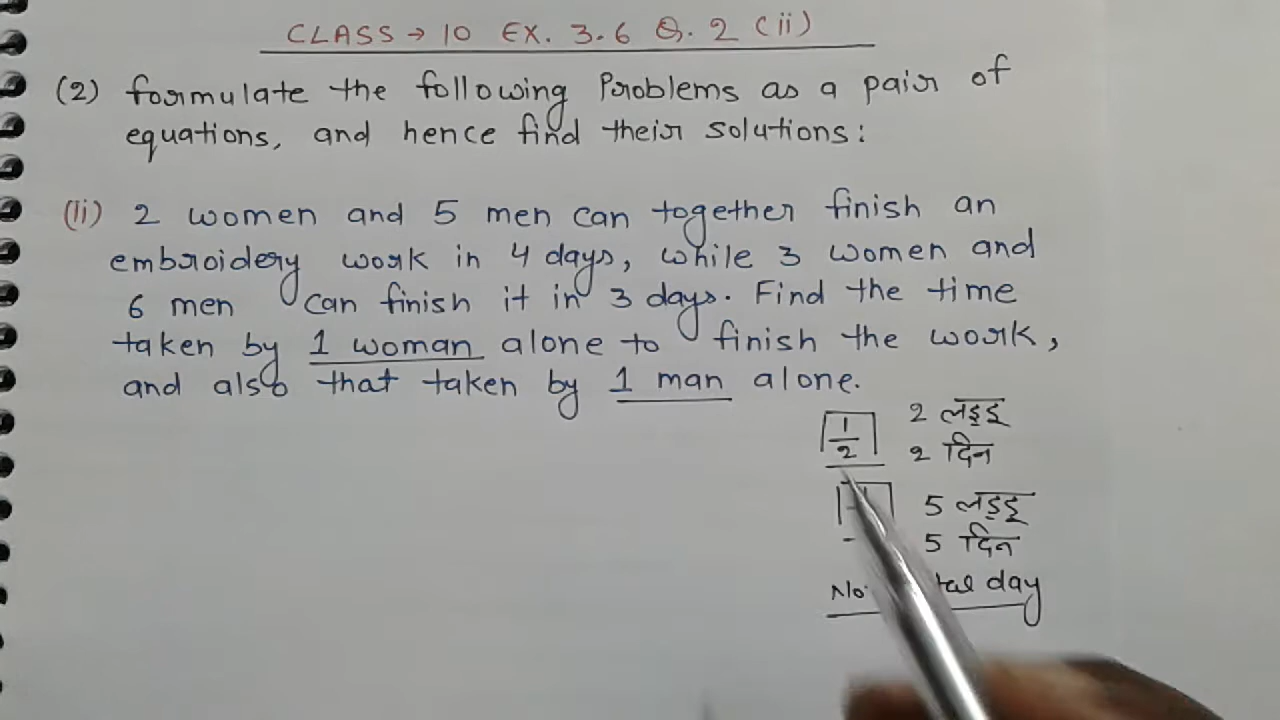 CLASS → 10 EX. 3.6 Q. 2 (ii)
(2) formulate the following Problems as a pair of
equations, and hence find their solutions:
(ii) 2 women and 5 men can together finish an
embroidery work in 4 days, while 3 women and
6 men can finish it in 3 days. Find the time
taken by 1 woman alone to finish the work,
and also that taken by 1 man alone.
1/2 2 लड्डू
2 दिन
5 लड्डू
5 दिन
No. day